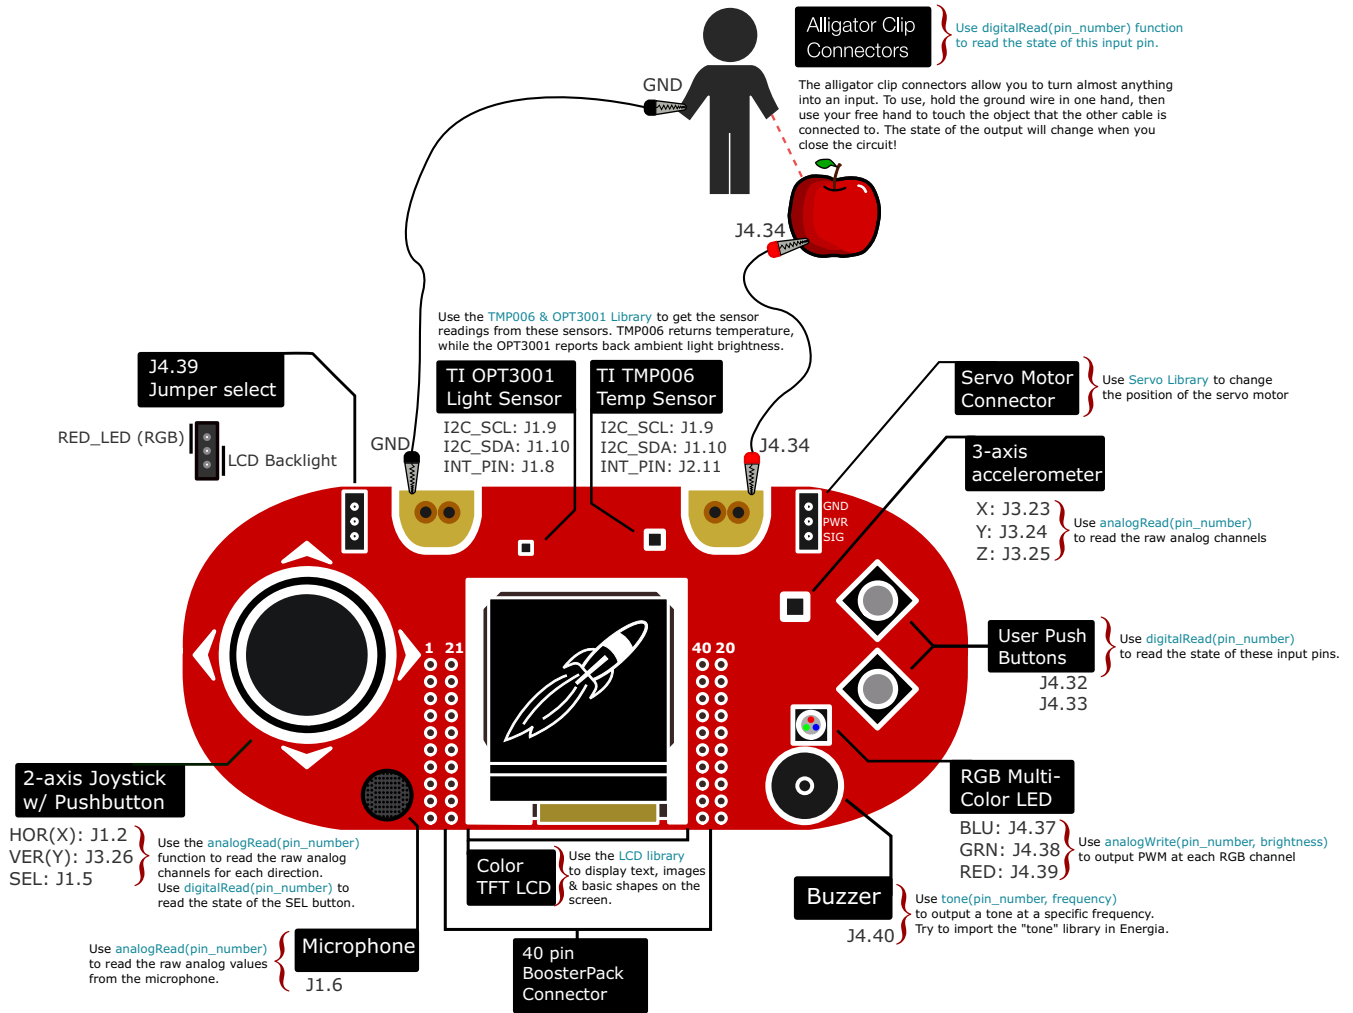 Alligator Clip
Connectors
Use digitalRead(pin_number) function
to read the state of this input pin.
The alligator clip connectors allow you to turn almost anything
into an input. To use, hold the ground wire in one hand, then
use your free hand to touch the object that the other cable is
connected to. The state of the output will change when you
close the circuit!
GND
J4.34
Use the TMP006 & OPT3001 Library to get the sensor
readings from these sensors. TMP006 returns temperature,
while the OPT3001 reports back ambient light brightness.
J4.39
Jumper select
RED_LED (RGB)
LCD Backlight
GND
TI OPT3001
Light Sensor
I2C_SCL: J1.9
I2C_SDA: J1.10
INT_PIN: J1.8
TI TMP006
Temp Sensor
I2C_SCL: J1.9
I2C_SDA: J1.10
INT_PIN: J2.11
J4.34
Servo Motor
Connector
Use Servo Library to change
the position of the servo motor
3-axis
accelerometer
X: J3.23
Y: J3.24
Z: J3.25
Use analogRead(pin_number)
to read the raw analog channels
GND
PWR
SIG
1 21
40 20
User Push
Buttons
J4.32
J4.33
Use digitalRead(pin_number)
to read the state of these input pins.
2-axis Joystick
w/ Pushbutton
HOR(X): J1.2
VER(Y): J3.26
SEL: J1.5
Use the analogRead(pin_number)
function to read the raw analog
channels for each direction.
Use digitalRead(pin_number) to
read the state of the SEL button.
RGB Multi-
Color LED
BLU: J4.37
GRN: J4.38
RED: J4.39
Use analogWrite(pin_number, brightness)
to output PWM at each RGB channel
Color
TFT LCD
Use the LCD library
to display text, images
& basic shapes on the
screen.
Buzzer
J4.40
Use tone(pin_number, frequency)
to output a tone at a specific frequency.
Try to import the "tone" library in Energia.
Use analogRead(pin_number)
to read the raw analog values
from the microphone.
Microphone
J1.6
40 pin
BoosterPack
Connector